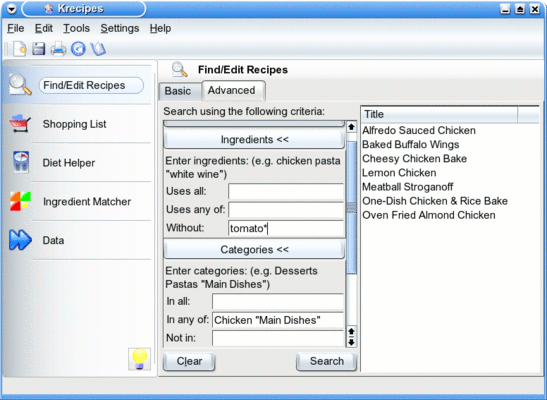 Krecipes
File Edit Tools Settings Help
Find/Edit Recipes
Shopping List
Diet Helper
Ingredient Matcher
Data
Find/Edit Recipes
Basic Advanced
Search using the following criteria:
Ingredients <<
Enter ingredients: (e.g. chicken pasta
"white wine")
Uses all:
Uses any of:
Without: tomato*
Categories <<
Enter categories: (e.g. Desserts
Pastas "Main Dishes")
In all:
In any of: Chicken "Main Dishes"
Not in:
Clear Search
Title
Alfredo Sauced Chicken
Baked Buffalo Wings
Cheesy Chicken Bake
Lemon Chicken
Meatball Stroganoff
One-Dish Chicken & Rice Bake
Oven Fried Almond Chicken